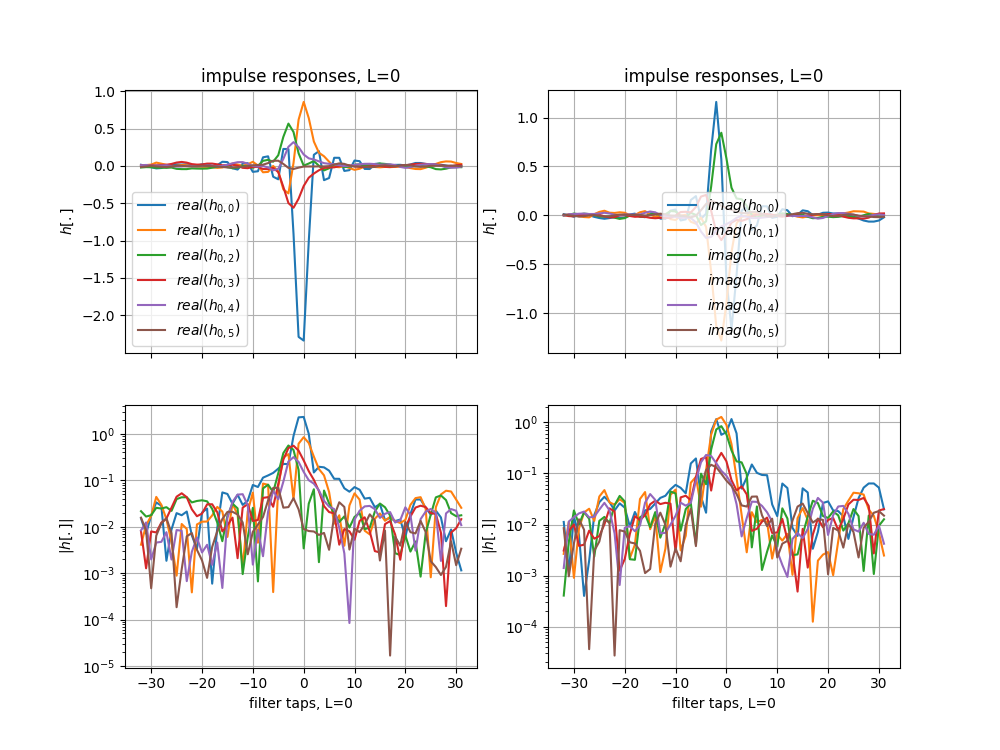 impulse responses, L=0
h[.]
1.0
0.5
0.0
−0.5
−1.0
−1.5
−2.0
real(h0,0)
real(h0,1)
real(h0,2)
real(h0,3)
real(h0,4)
real(h0,5)
impulse responses, L=0
h[.]
1.0
0.5
0.0
−0.5
−1.0
imag(h0,0)
imag(h0,1)
imag(h0,2)
imag(h0,3)
imag(h0,4)
imag(h0,5)
|h[.]|
10^0
10^−1
10^−2
10^−3
10^−4
10^−5
−30 −20 −10 0 10 20 30
filter taps, L=0
|h[.]|
10^0
10^−1
10^−2
10^−3
10^−4
−30 −20 −10 0 10 20 30
filter taps, L=0